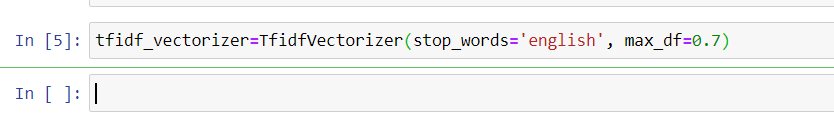 In [5]: tfidf_vectorizer=TfidfVectorizer(stop_words='english', max_df=0.7)
In [ ]: